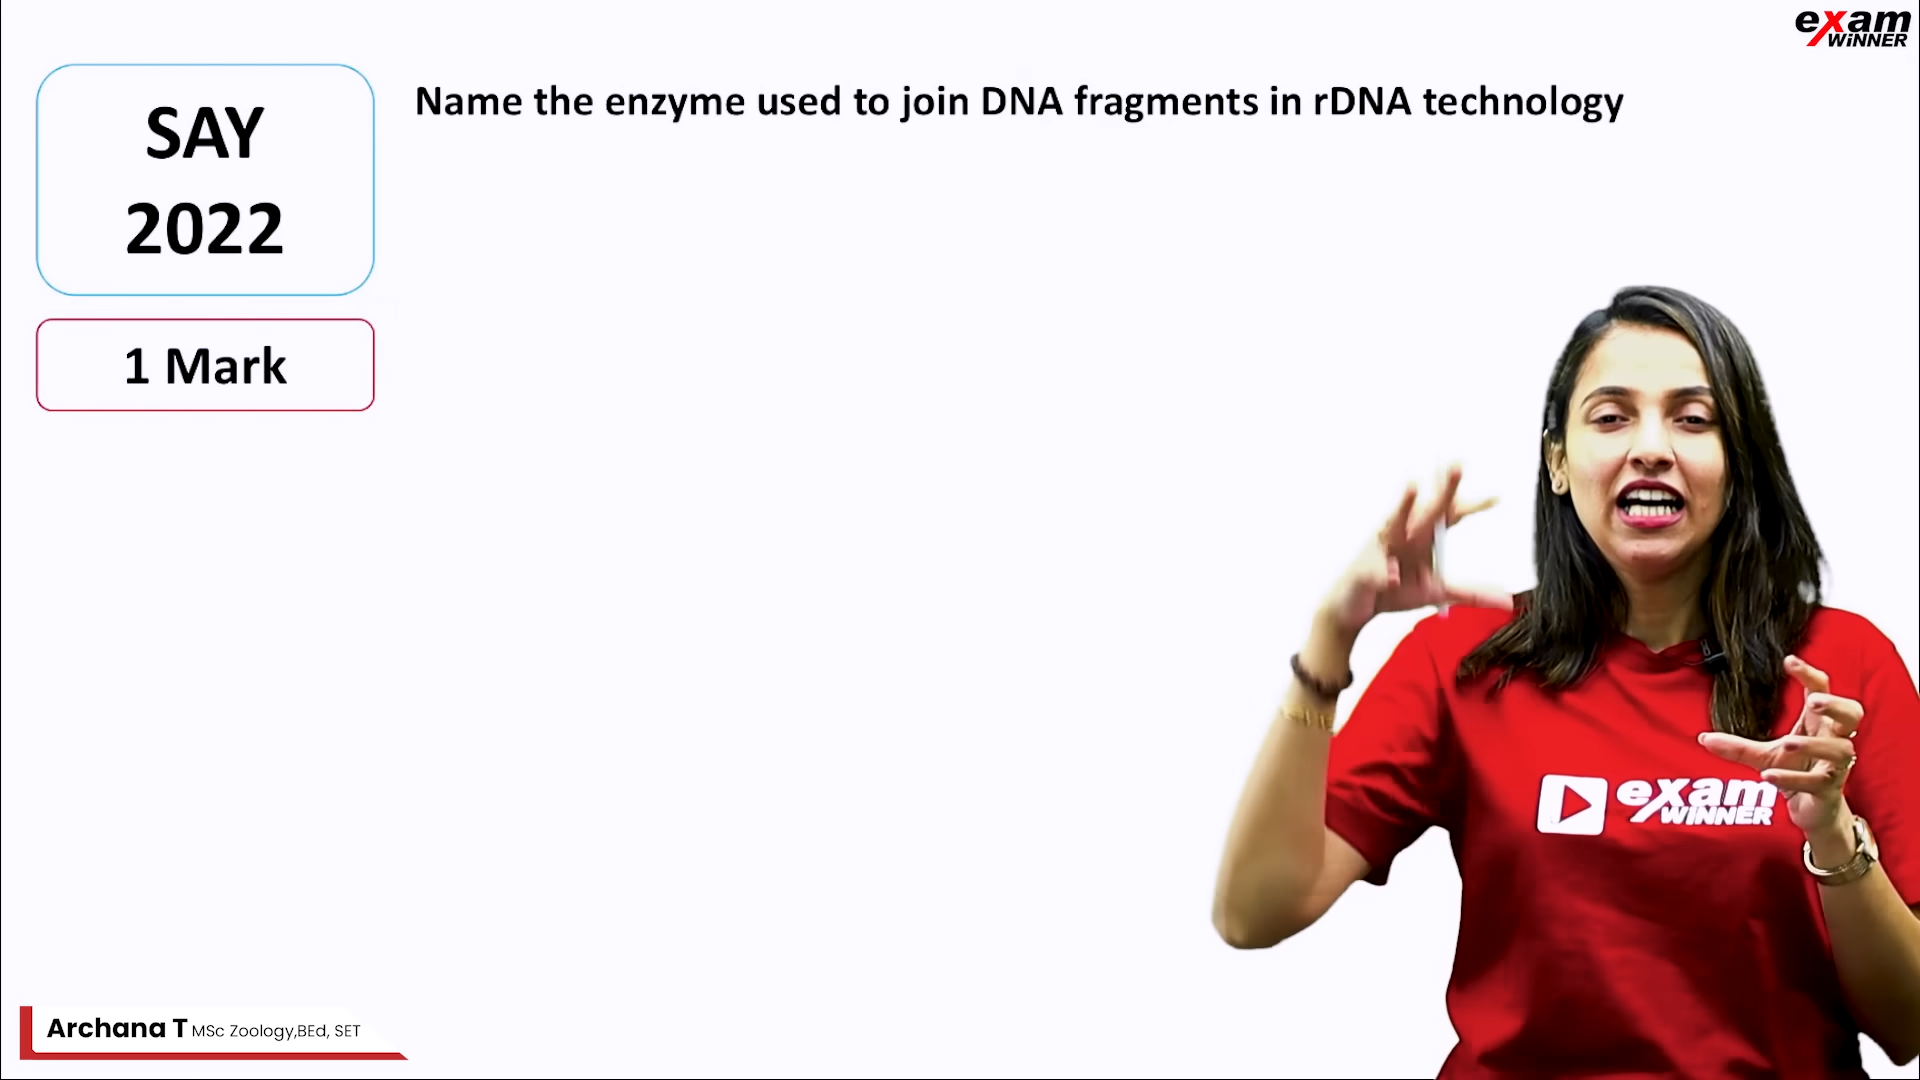 exam
WiNNER
SAY
2022
Name the enzyme used to join DNA fragments in rDNA technology
1 Mark
exam
WiNNER
Archana T MSc Zoology,BEd, SET